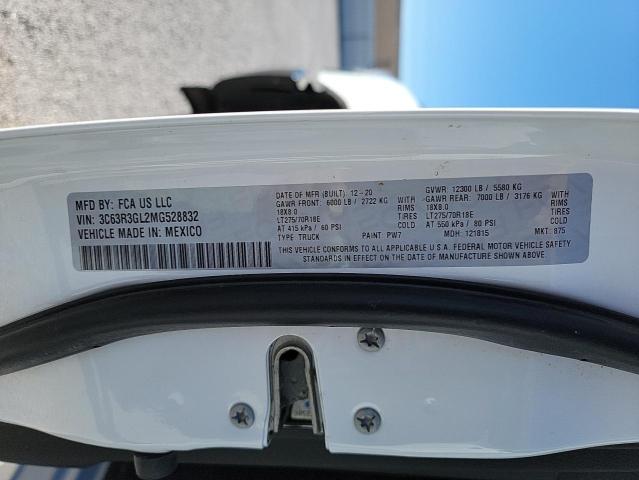 MFD BY: FCA US LLC
VIN: 3C63R3GL2MG528832
VEHICLE MADE IN: MEXICO
DATE OF MFR (BUILT): 12-20 GVWR: 12300 LB / 5580 KG
GAWR FRONT: 6000 LB / 2722 KG WITH GAWR REAR: 7000 LB / 3176 KG WITH
18X8.0 RIMS 18X8.0 RIMS
LT275/70R18E TIRES LT275/70R18E TIRES
AT 415 kPa / 60 PSI COLD AT 550 kPa / 80 PSI COLD
TYPE: TRUCK PAINT: PW7 MDH: 121815 MKT: 875
THIS VEHICLE CONFORMS TO ALL APPLICABLE U.S.A. FEDERAL MOTOR VEHICLE SAFETY
STANDARDS IN EFFECT ON THE DATE OF MANUFACTURE SHOWN ABOVE